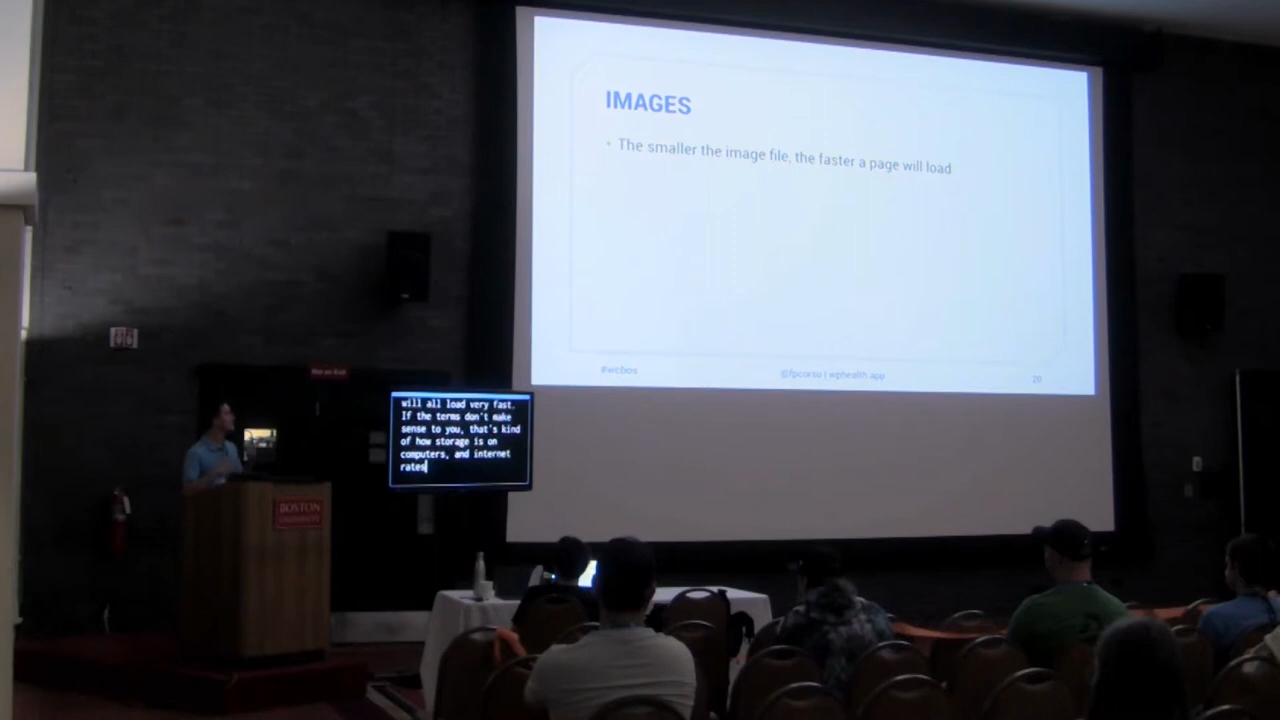 IMAGES
• The smaller the image file, the faster a page will load
#wcbos
@fpcorso | wphealth.app
20
will all load very fast.
If the terms don't make
sense to you, that's kind
of how storage is on
computers, and internet
rates
BOSTON
UNIVERSITY